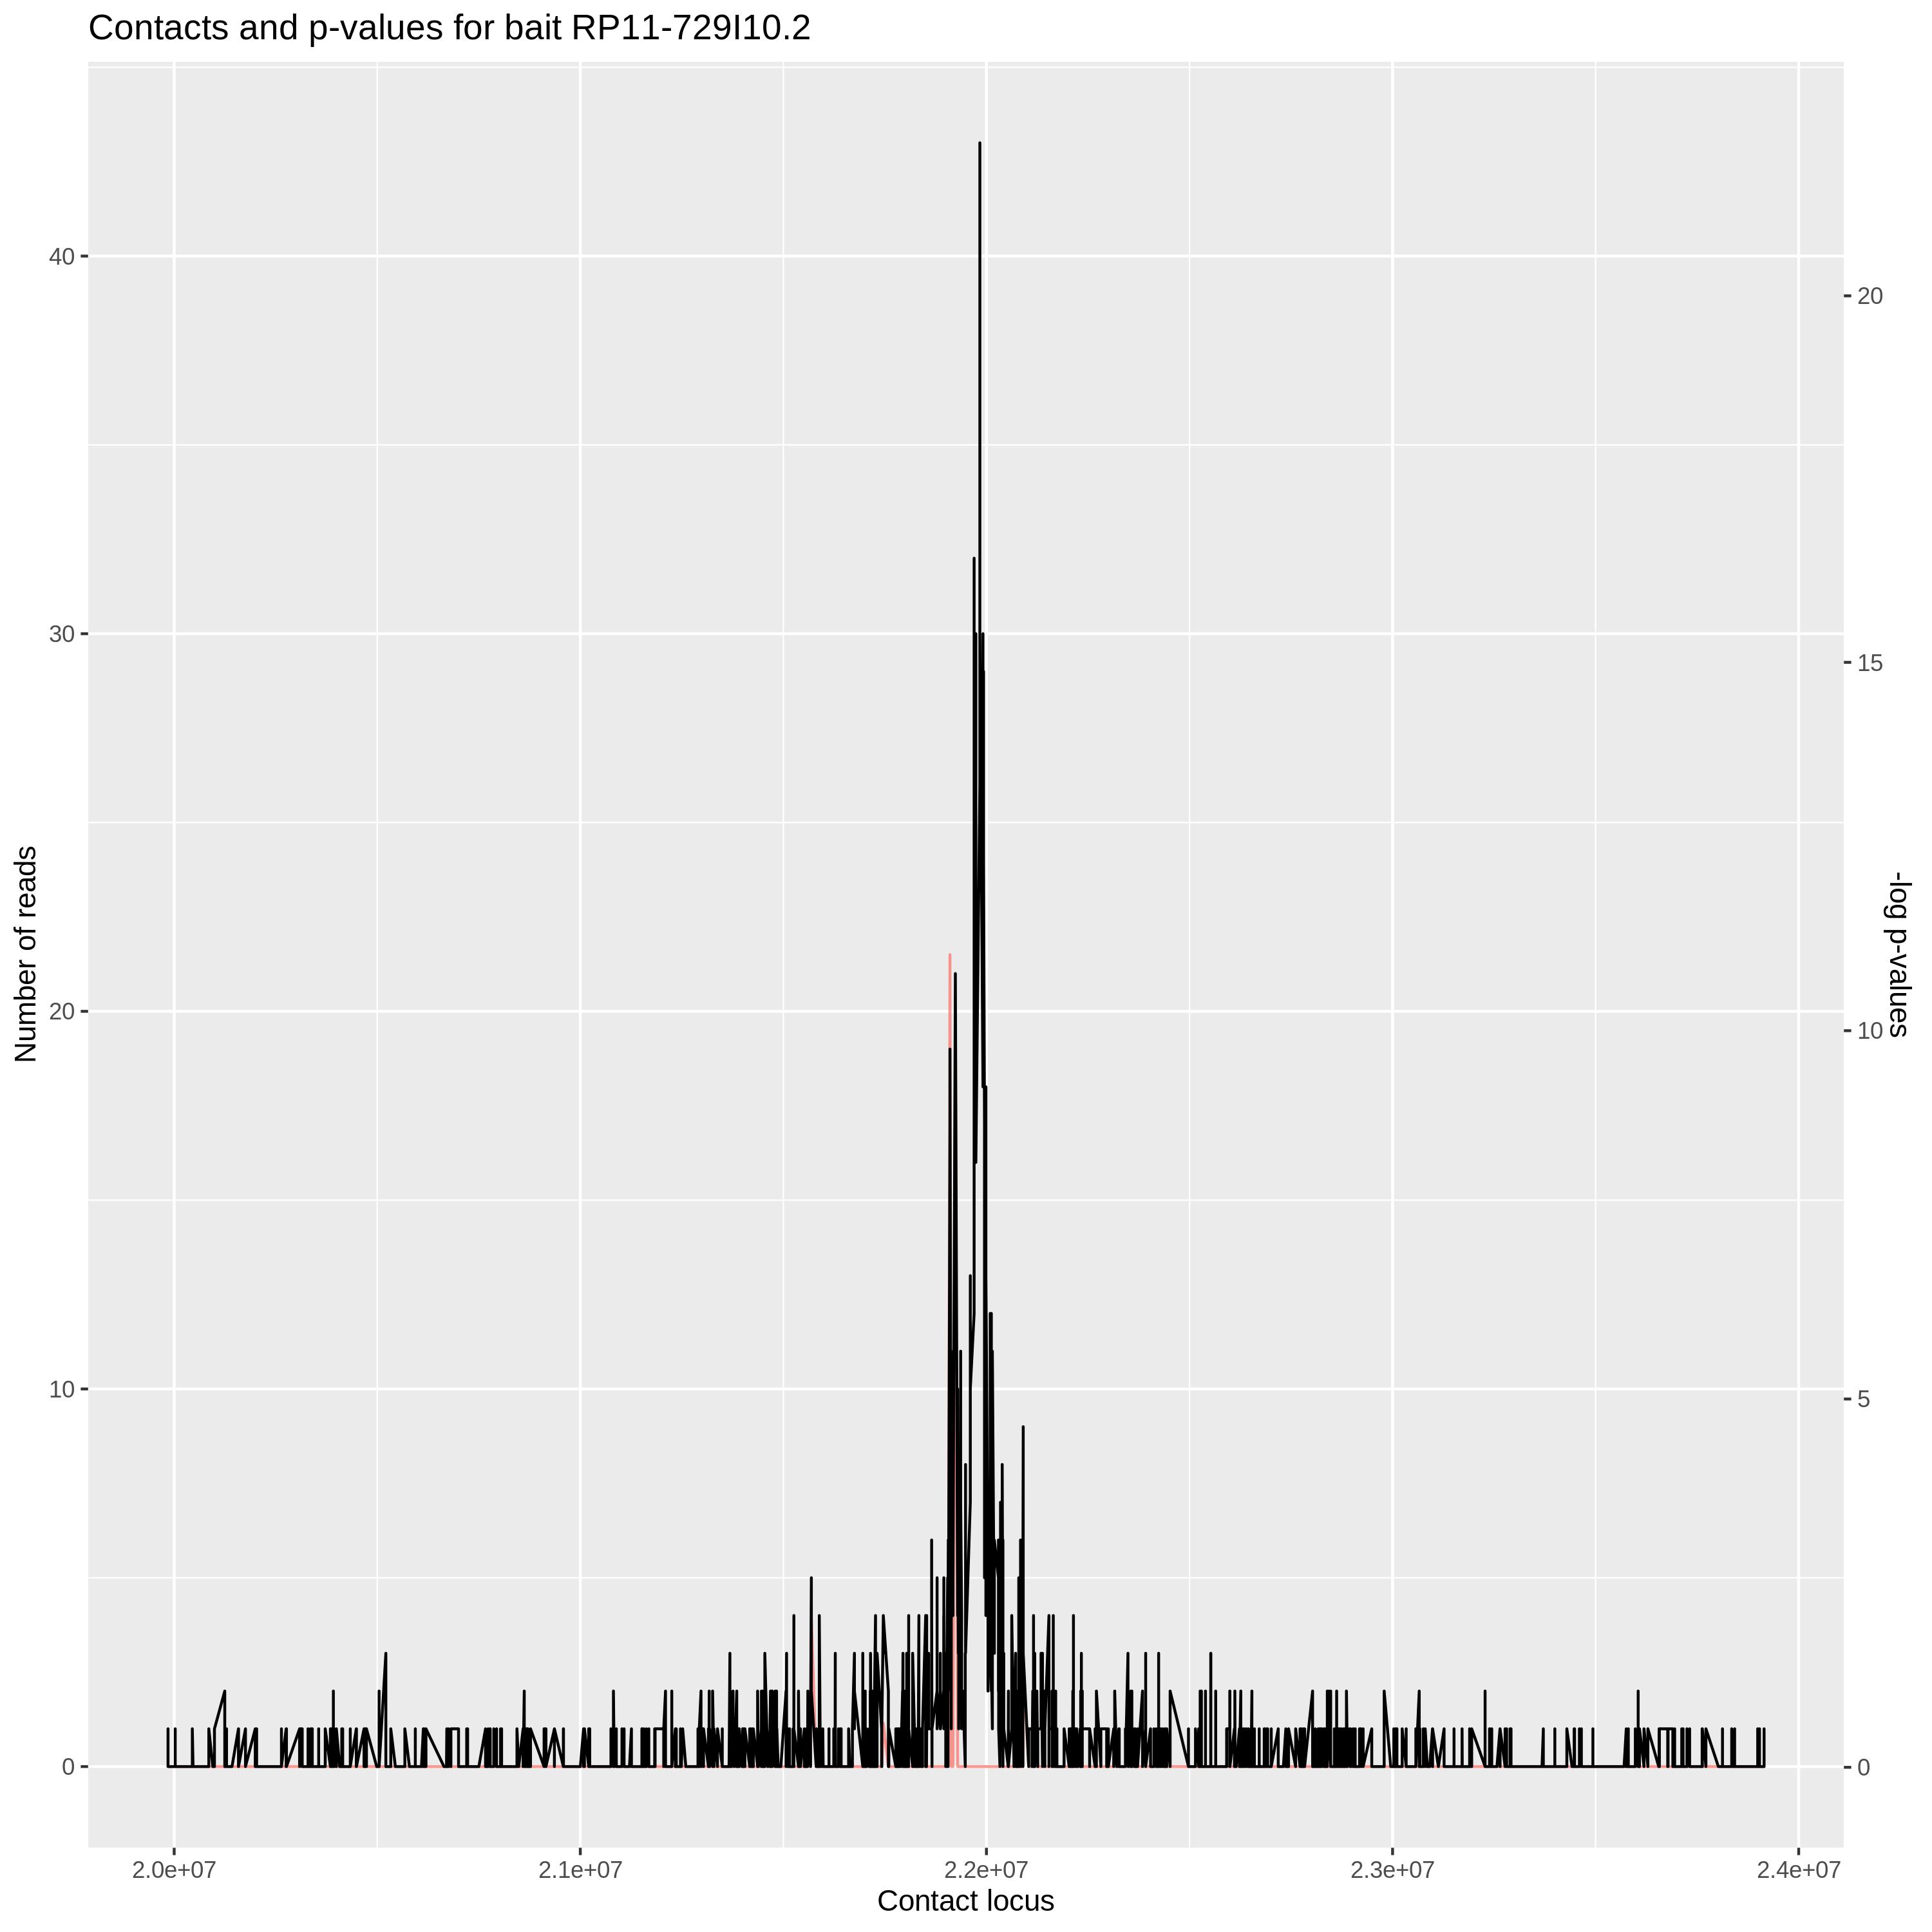 Contacts and p-values for bait RP11-729I10.2
40
30
20
10
0
Number of reads
20
15
10
5
0
-log p-values
2.0e+07 2.1e+07 2.2e+07 2.3e+07 2.4e+07
Contact locus